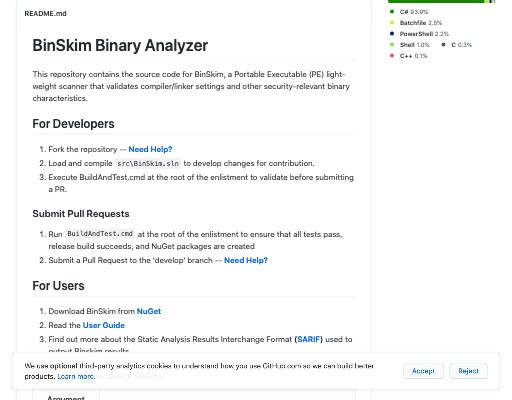 README.md
C# 93.9%
Batchfile 2.5%
PowerShell 2.2%
Shell 1.0% C 0.3%
C++ 0.1%
BinSkim Binary Analyzer
This repository contains the source code for BinSkim, a Portable Executable (PE) light-
weight scanner that validates compiler/linker settings and other security-relevant binary
characteristics.
For Developers
1. Fork the repository -- Need Help?
2. Load and compile src\BinSkim.sln to develop changes for contribution.
3. Execute BuildAndTest.cmd at the root of the enlistment to validate before submitting
a PR.
Submit Pull Requests
1. Run BuildAndTest.cmd at the root of the enlistment to ensure that all tests pass,
release build succeeds, and NuGet packages are created
2. Submit a Pull Request to the 'develop' branch -- Need Help?
For Users
1. Download BinSkim from NuGet
2. Read the User Guide
3. Find out more about the Static Analysis Results Interchange Format (SARIF) used to
output Binskim results
We use optional third-party analytics cookies to understand how you use GitHub.com so we can build better
products. Learn more.
Accept
Reject
Argument